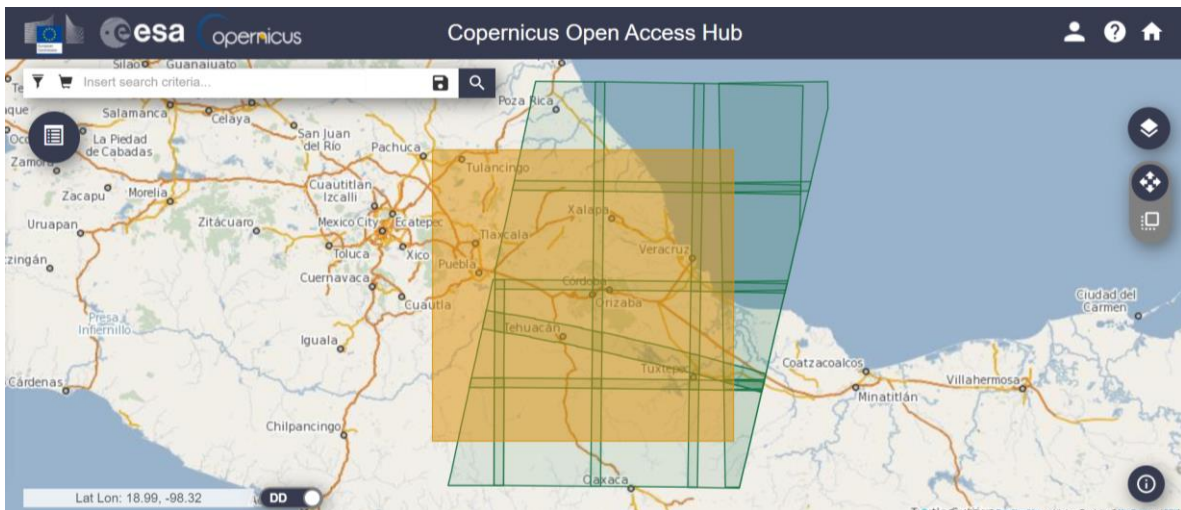 esa
opernicus
Copernicus Open Access Hub
Silao
Guanajuato
Insert search criteria...
Poza Rica
Salamanca
Celaya
San Juan
del Río
Pachuca
La Piedad
de Cabadas
Tulancingo
Zacapu
Morelia
Cuautitlán
Izcalli
Xalapa
Uruapan
Zitácuaro
Mexico City
Ecatepec
Tlaxcala
Veracruz
Toluca
Xico
Puebla
Cuernavaca
Cuautla
Córdoba
Orizaba
Ciudad del
Carmen
Presa
Infiernillo
Iguala
Tehuacán
Tuxtepec
Coatzacoalcos
Cárdenas
Villahermosa
Minatitlán
Chilpancingo
Oaxaca
Lat Lon: 18.99, -98.32
DD